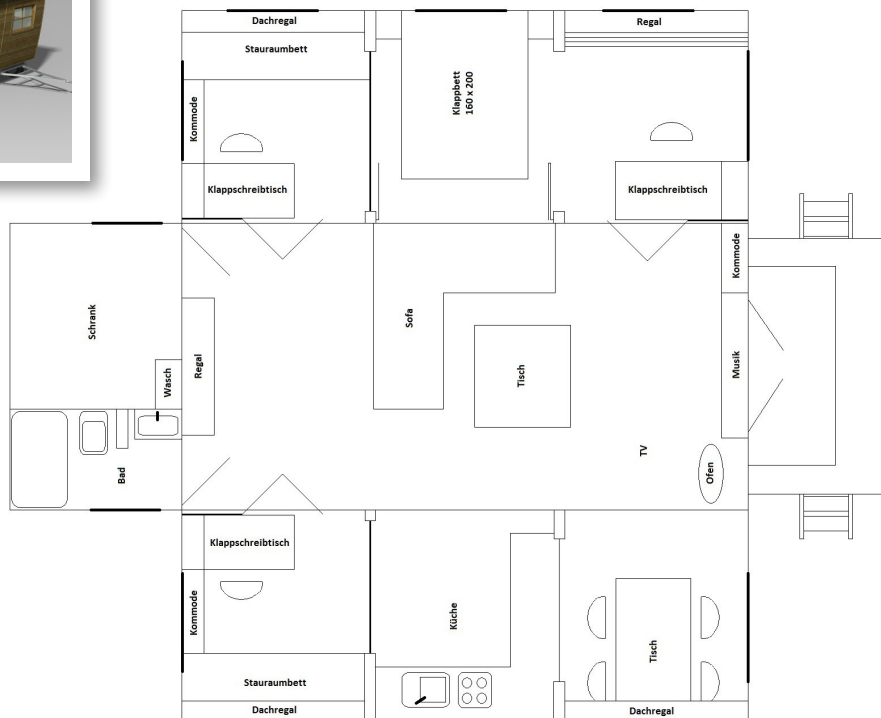 Dachregal
Regal
Stauraumbett
Klappbett
160 x 200
Kommode
Klappschreibtisch
Klappschreibtisch
Kommode
Schrank
Sofa
Regal
Wasch
Tisch
Musik
TV
Ofen
Bad
Klappschreibtisch
Kommode
Küche
Tisch
Stauraumbett
Dachregal
Dachregal